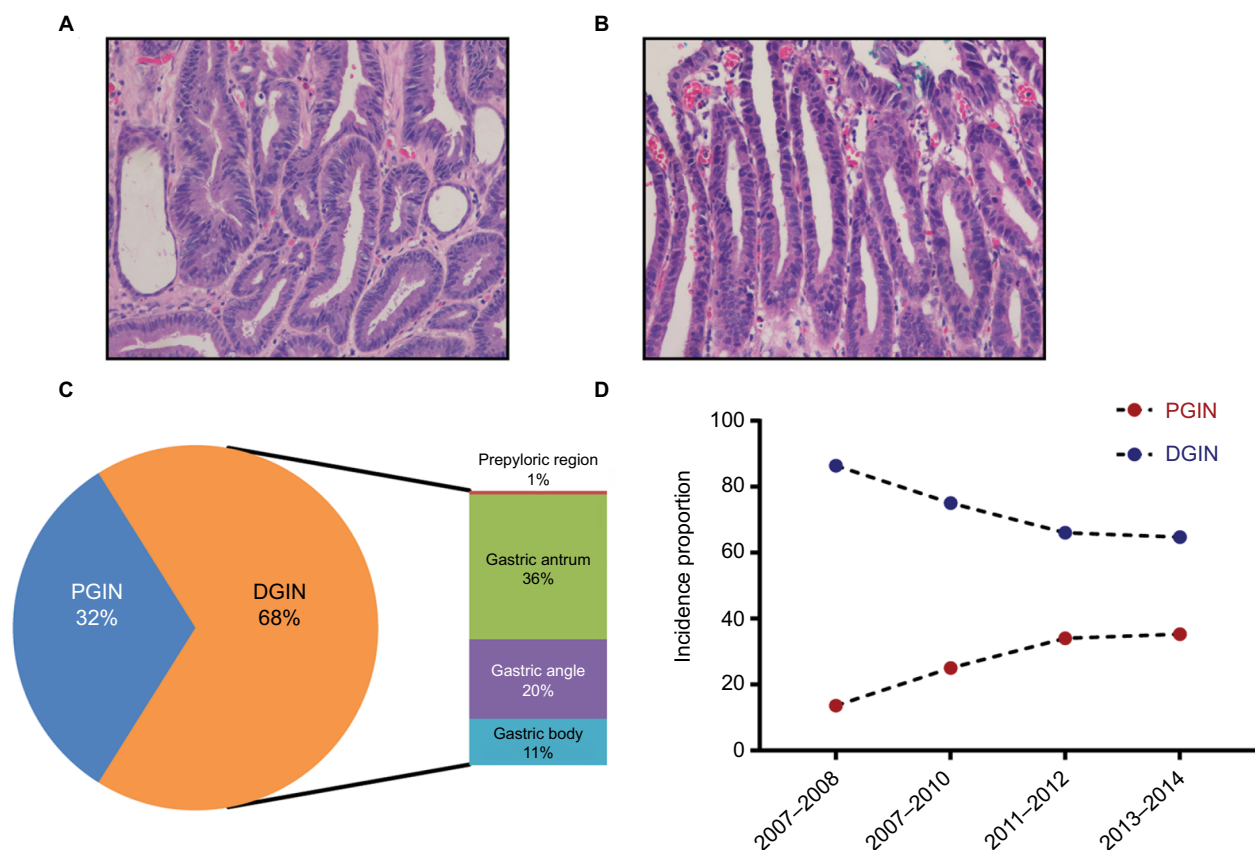 A
B
C
PGIN
32%
DGIN
68%
Prepyloric region
1%
Gastric antrum
36%
Gastric angle
20%
Gastric body
11%
D
PGIN
DGIN
Incidence proportion
100
80
60
40
20
0
2007–2008
2007–2010
2011–2012
2013–2014